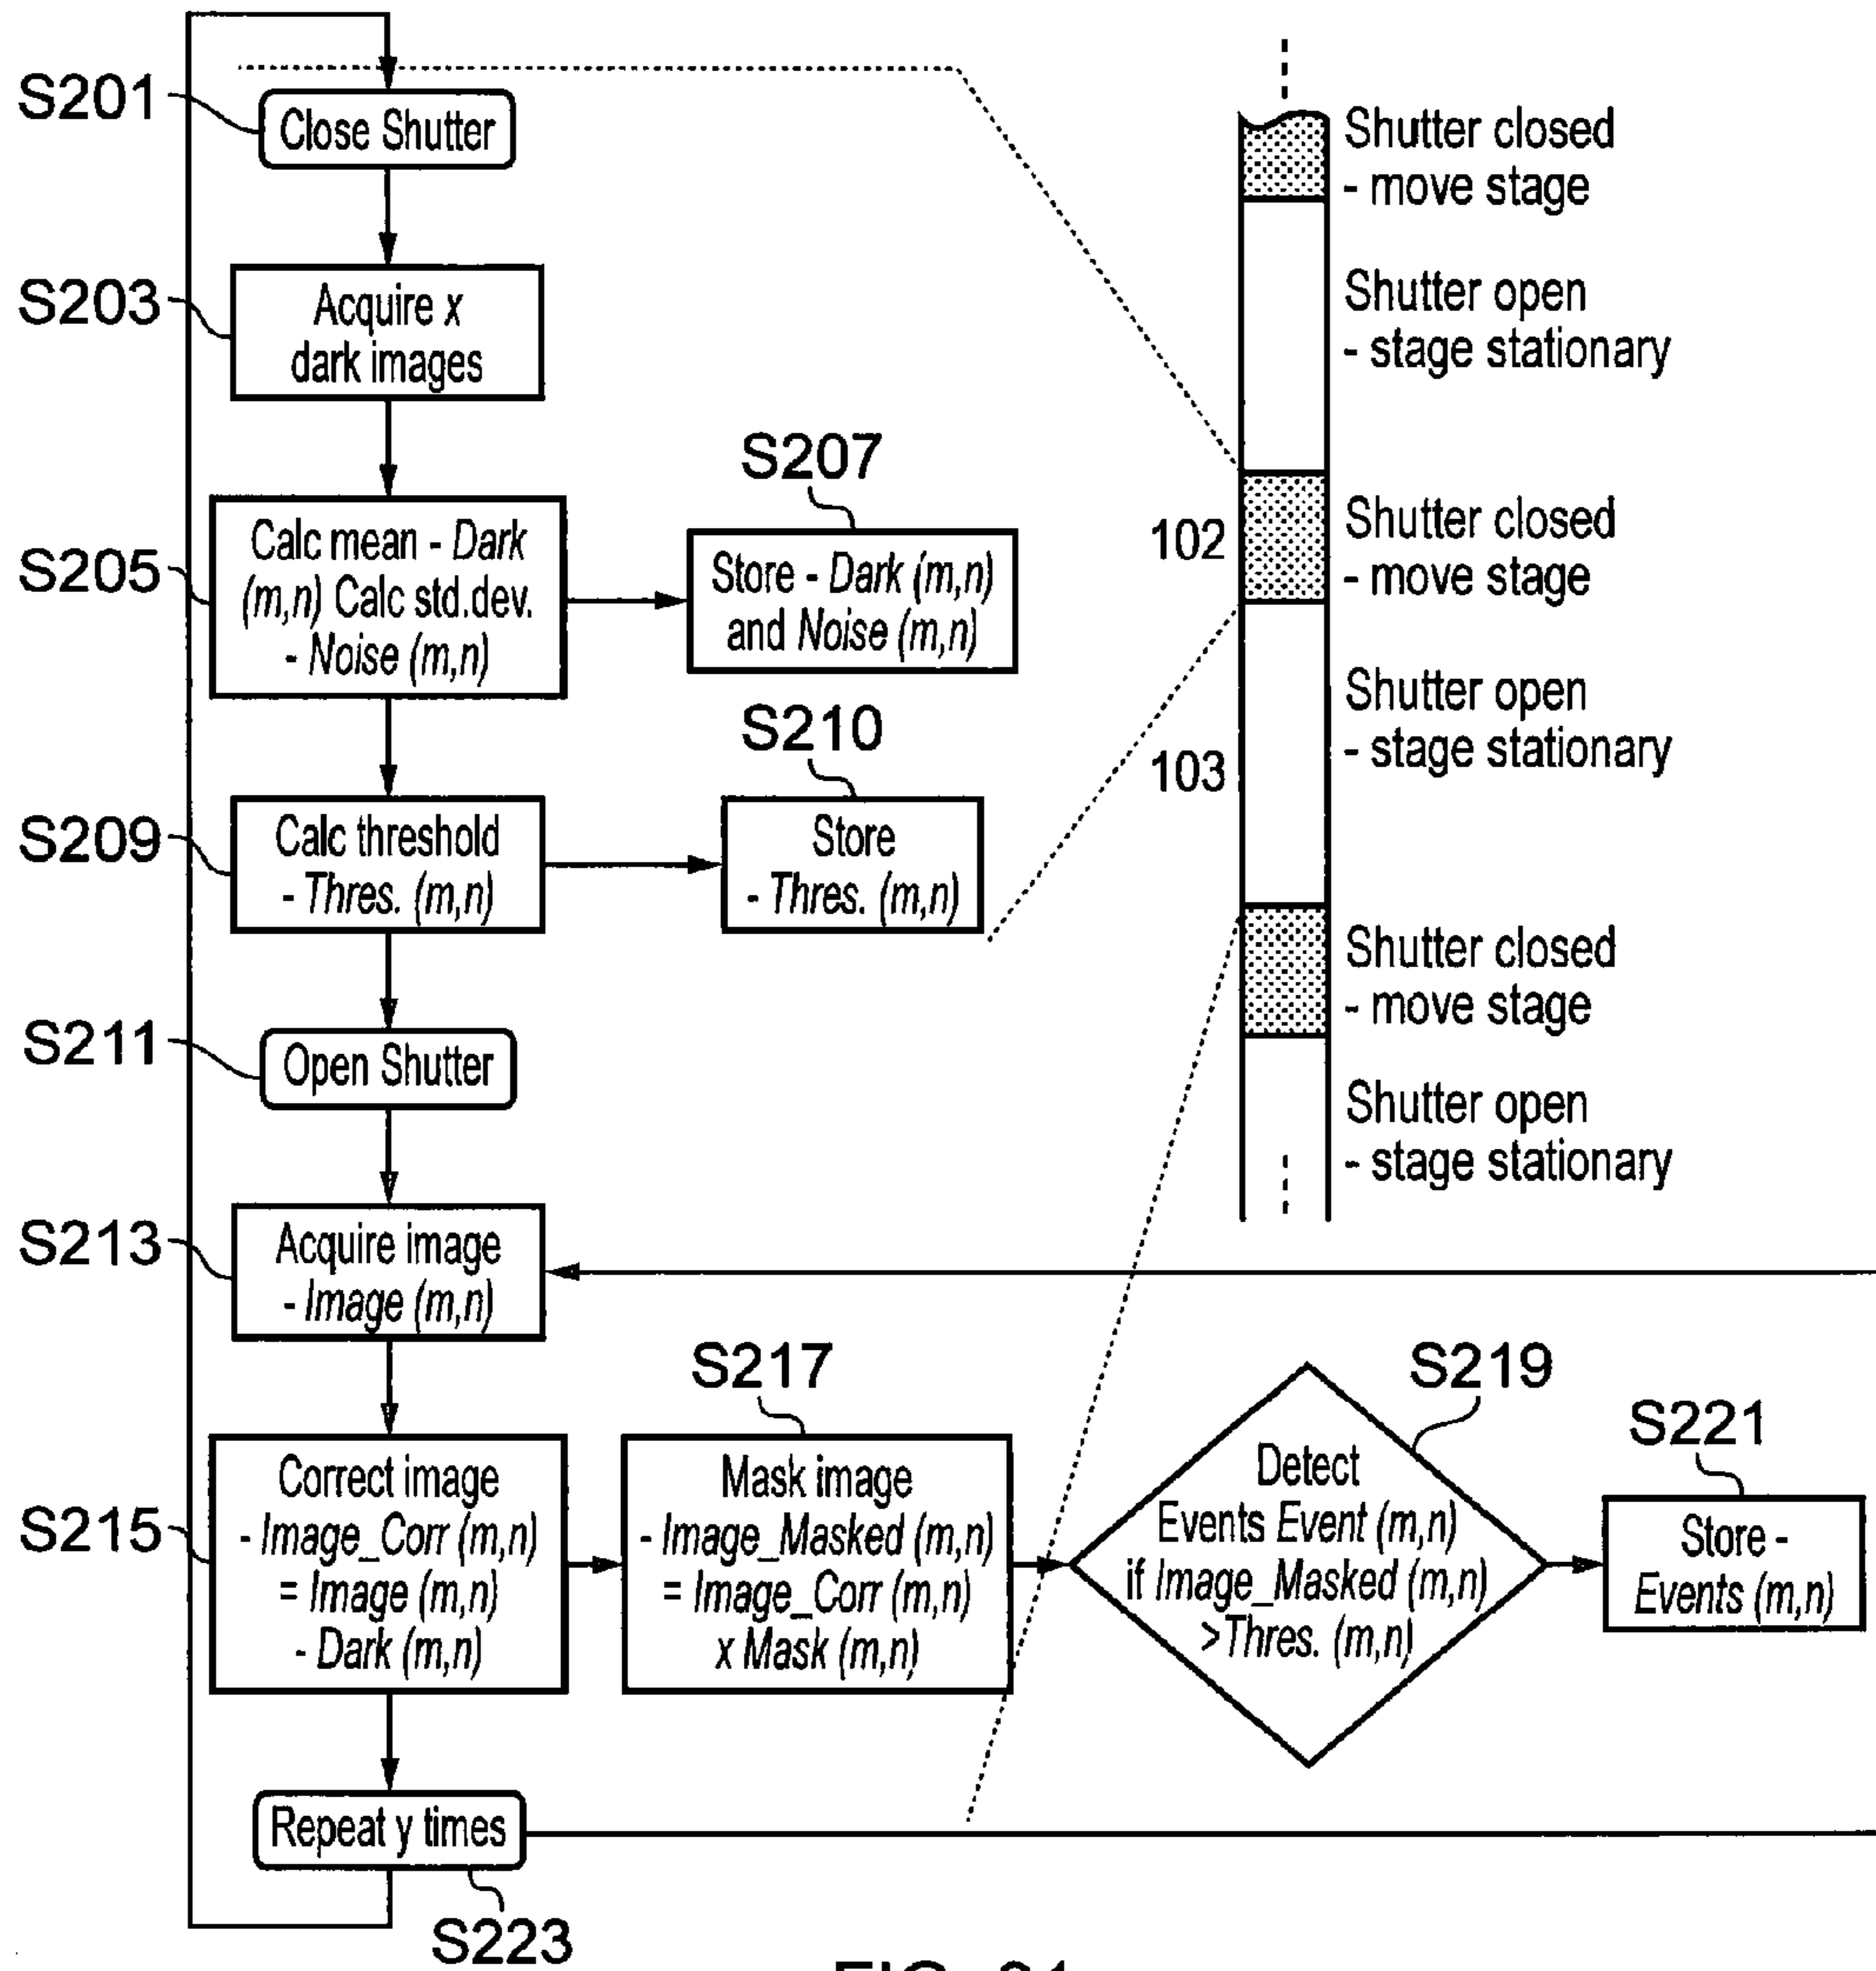 S201
Close Shutter
S203
Acquire x
dark images
S205
Calc mean - Dark
(m,n) Calc std.dev.
- Noise (m,n)
S207
Store - Dark (m,n)
and Noise (m,n)
S209
Calc threshold
- Thres. (m,n)
S210
Store
- Thres. (m,n)
S211
Open Shutter
S213
Acquire image
- Image (m,n)
S215
Correct image
- Image_Corr (m,n)
= Image (m,n)
- Dark (m,n)
S217
Mask image
- Image_Masked (m,n)
= Image_Corr (m,n)
x Mask (m,n)
S219
Detect
Events Event (m,n)
if Image_Masked (m,n)
>Thres. (m,n)
S221
Store -
Events (m,n)
Repeat y times
S223
Shutter closed
- move stage
Shutter open
- stage stationary
102
Shutter closed
- move stage
103
Shutter open
- stage stationary
Shutter closed
- move stage
Shutter open
- stage stationary